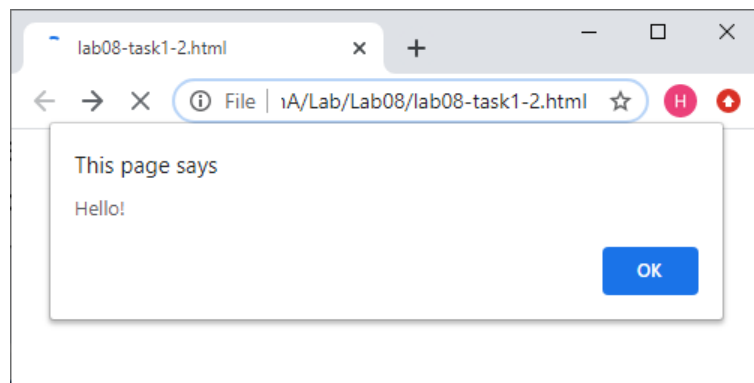 lab08-task1-2.html
File | ıA/Lab/Lab08/lab08-task1-2.html H
This page says
Hello!
OK